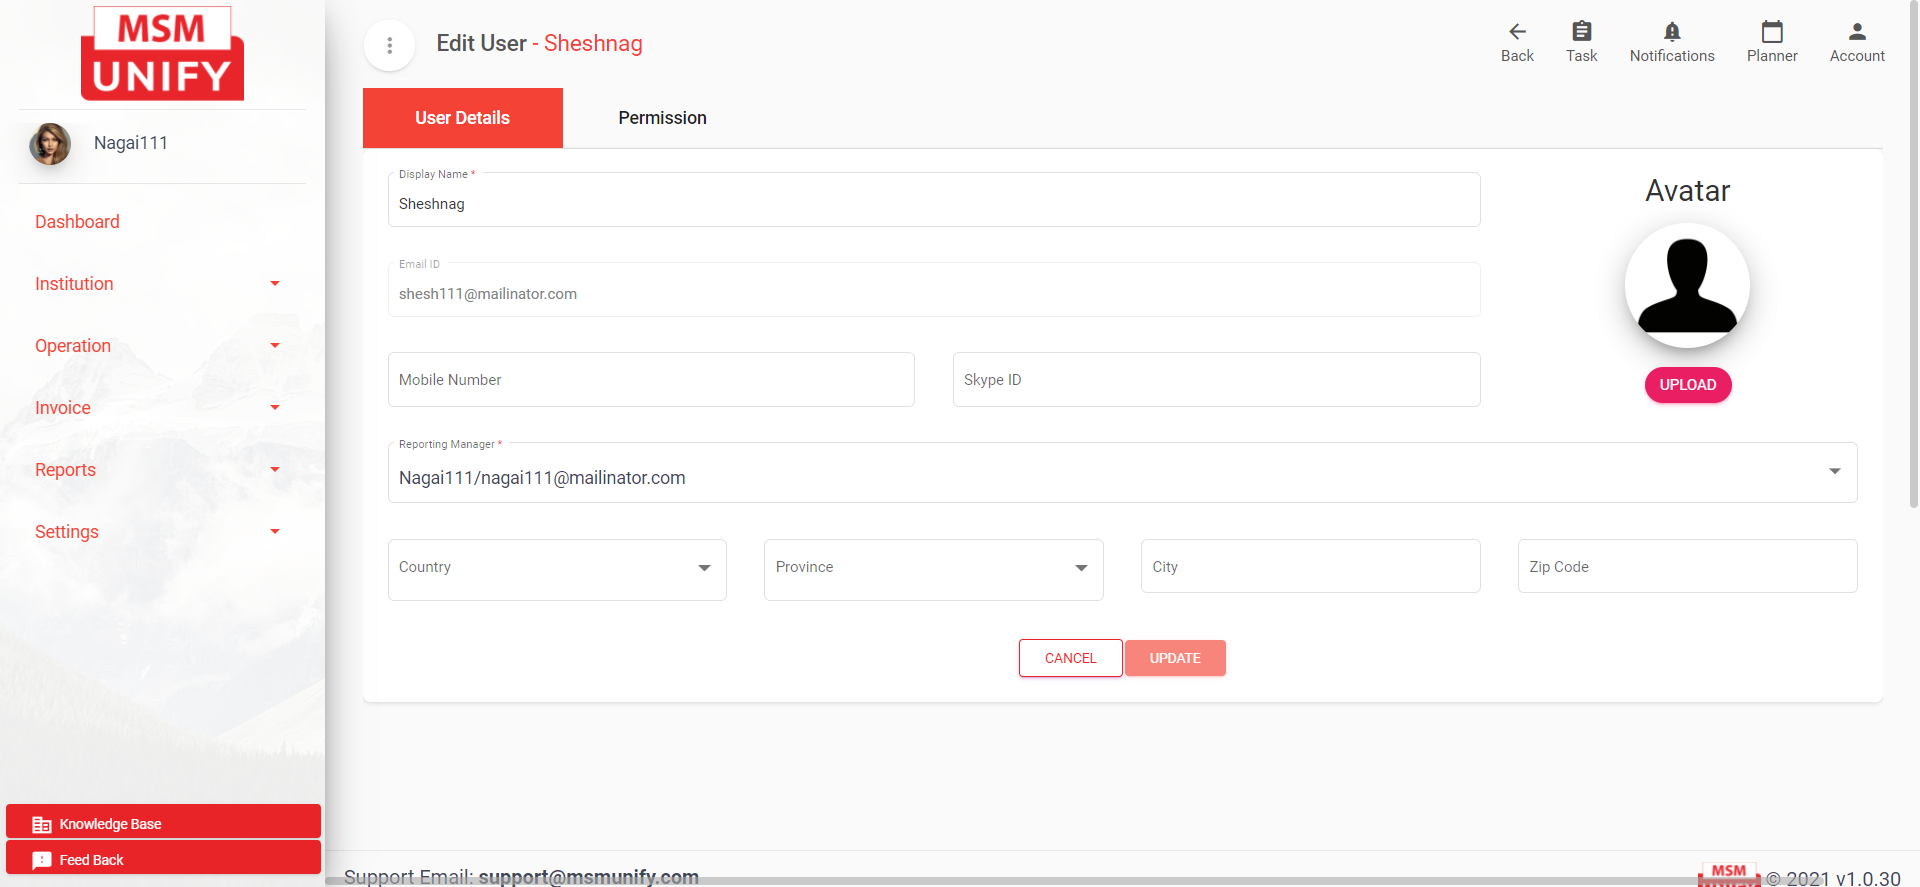 MSM
UNIFY
Nagai111
Dashboard
Institution
Operation
Invoice
Reports
Settings
Knowledge Base
Feed Back
Edit User - Sheshnag
Back
Task
Notifications
Planner
Account
User Details
Permission
Display Name *
Sheshnag
Email ID
shesh111@mailinator.com
Mobile Number
Skype ID
Avatar
UPLOAD
Reporting Manager *
Nagai111/nagai111@mailinator.com
Country
Province
City
Zip Code
CANCEL
UPDATE
Support Email: support@msmunify.com
MSM
UNIFY
© 2021 v1.0.30